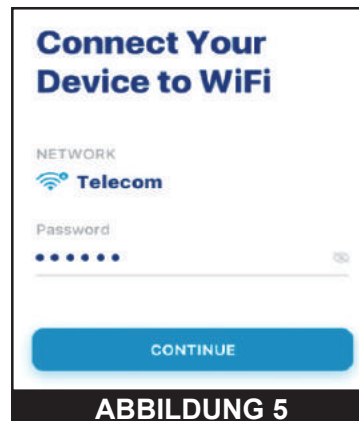 Connect Your
Device to WiFi
NETWORK
Telecom
Password
••••••
CONTINUE
ABBILDUNG 5